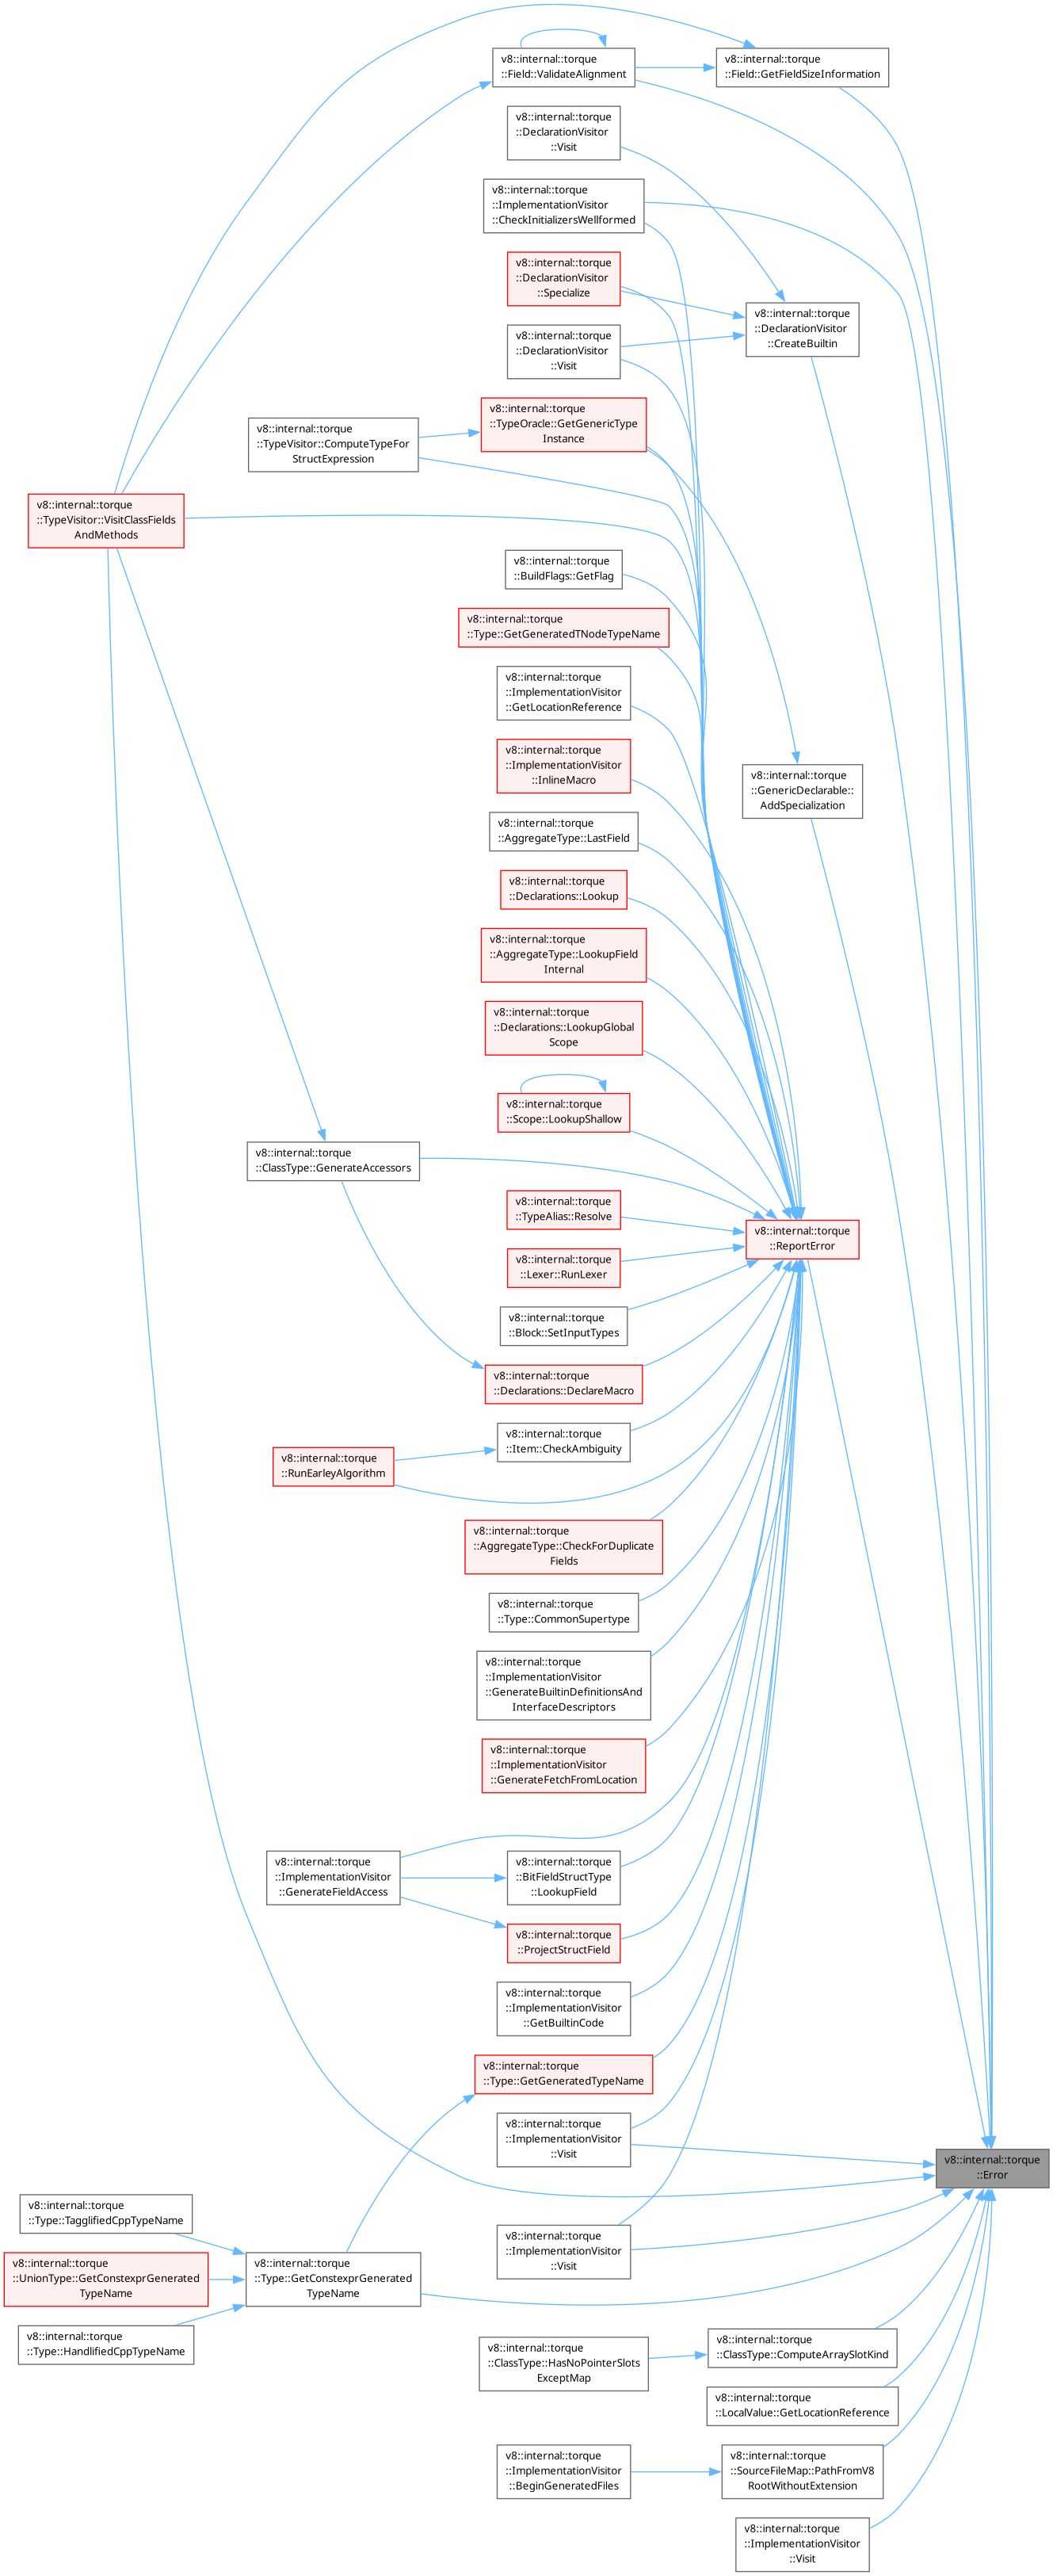 v8::internal::torque
::Field::ValidateAlignment
v8::internal::torque
::Field::GetFieldSizeInformation
v8::internal::torque
::DeclarationVisitor
::Visit
v8::internal::torque
::ImplementationVisitor
::CheckInitializersWellformed
v8::internal::torque
::DeclarationVisitor
::Specialize
v8::internal::torque
::DeclarationVisitor
::CreateBuiltin
v8::internal::torque
::DeclarationVisitor
::Visit
v8::internal::torque
::TypeOracle::GetGenericType
Instance
v8::internal::torque
::TypeVisitor::ComputeTypeFor
StructExpression
v8::internal::torque
::TypeVisitor::VisitClassFields
AndMethods
v8::internal::torque
::BuildFlags::GetFlag
v8::internal::torque
::Type::GetGeneratedTNodeTypeName
v8::internal::torque
::ImplementationVisitor
::GetLocationReference
v8::internal::torque
::ImplementationVisitor
::InlineMacro
v8::internal::torque
::GenericDeclarable::
AddSpecialization
v8::internal::torque
::AggregateType::LastField
v8::internal::torque
::Declarations::Lookup
v8::internal::torque
::AggregateType::LookupField
Internal
v8::internal::torque
::Declarations::LookupGlobal
Scope
v8::internal::torque
::Scope::LookupShallow
v8::internal::torque
::ClassType::GenerateAccessors
v8::internal::torque
::TypeAlias::Resolve
v8::internal::torque
::ReportError
v8::internal::torque
::Lexer::RunLexer
v8::internal::torque
::Block::SetInputTypes
v8::internal::torque
::Declarations::DeclareMacro
v8::internal::torque
::Item::CheckAmbiguity
v8::internal::torque
::RunEarleyAlgorithm
v8::internal::torque
::AggregateType::CheckForDuplicate
Fields
v8::internal::torque
::Type::CommonSupertype
v8::internal::torque
::ImplementationVisitor
::GenerateBuiltinDefinitionsAnd
InterfaceDescriptors
v8::internal::torque
::ImplementationVisitor
::GenerateFetchFromLocation
v8::internal::torque
::ImplementationVisitor
::GenerateFieldAccess
v8::internal::torque
::BitFieldStructType
::LookupField
v8::internal::torque
::ProjectStructField
v8::internal::torque
::ImplementationVisitor
::GetBuiltinCode
v8::internal::torque
::Type::GetGeneratedTypeName
v8::internal::torque
::ImplementationVisitor
::Visit
v8::internal::torque
::Error
v8::internal::torque
::Type::TagglifiedCppTypeName
v8::internal::torque
::ImplementationVisitor
::Visit
v8::internal::torque
::UnionType::GetConstexprGenerated
TypeName
v8::internal::torque
::Type::GetConstexprGenerated
TypeName
v8::internal::torque
::Type::HandlifiedCppTypeName
v8::internal::torque
::ClassType::HasNoPointerSlots
ExceptMap
v8::internal::torque
::ClassType::ComputeArraySlotKind
v8::internal::torque
::LocalValue::GetLocationReference
v8::internal::torque
::ImplementationVisitor
::BeginGeneratedFiles
v8::internal::torque
::SourceFileMap::PathFromV8
RootWithoutExtension
v8::internal::torque
::ImplementationVisitor
::Visit